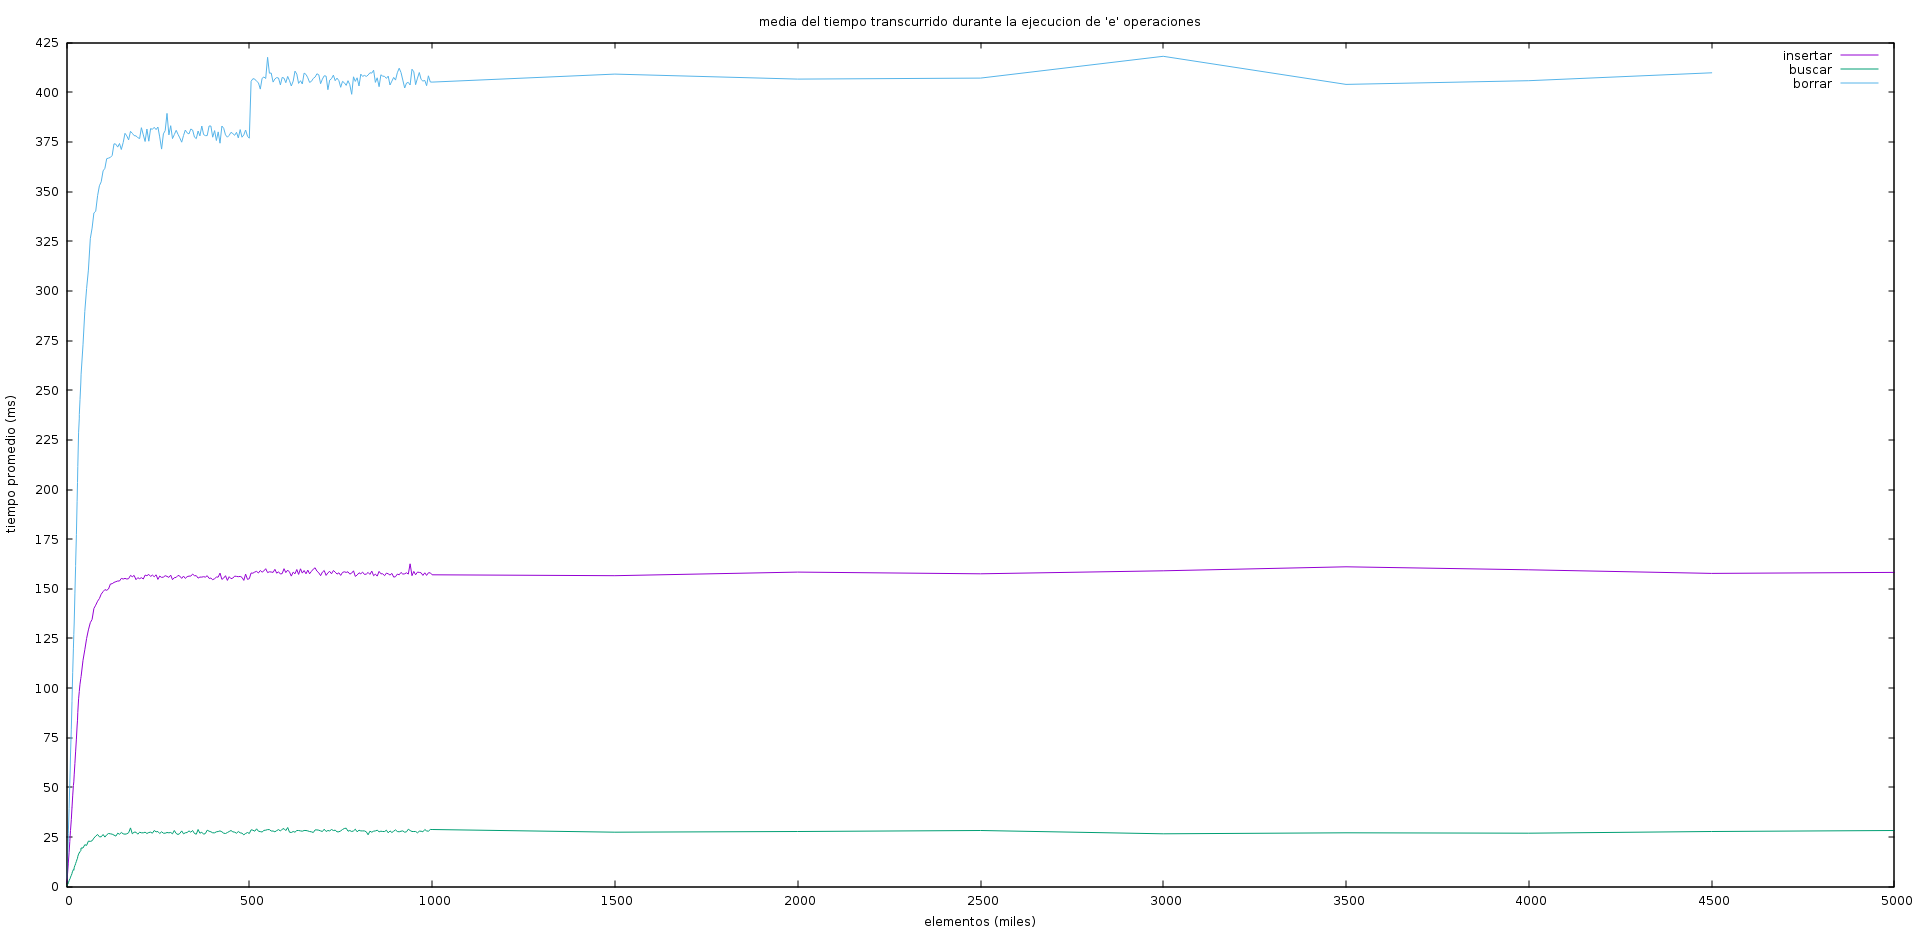 media del tiempo transcurrido durante la ejecucion de 'e' operaciones
insertar
buscar
borrar
tiempo promedio (ms)
425
400
375
350
325
300
275
250
225
200
175
150
125
100
75
50
25
0
0 500 1000 1500 2000 2500 3000 3500 4000 4500 5000
elementos (miles)